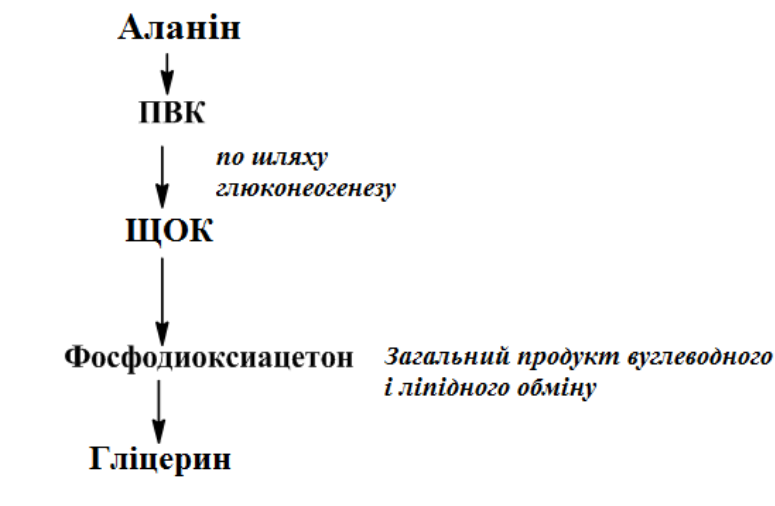 Аланін
ПВК
по шляху
глюконеогенезу
ЩОК
Фосфодиоксиацетон
Загальний продукт вуглеводного
і ліпідного обміну
Гліцерин